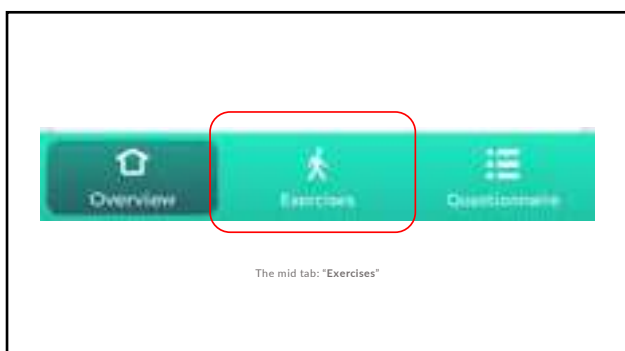 Overview
Exercises
Questionnaire
The mid tab: "Exercises"